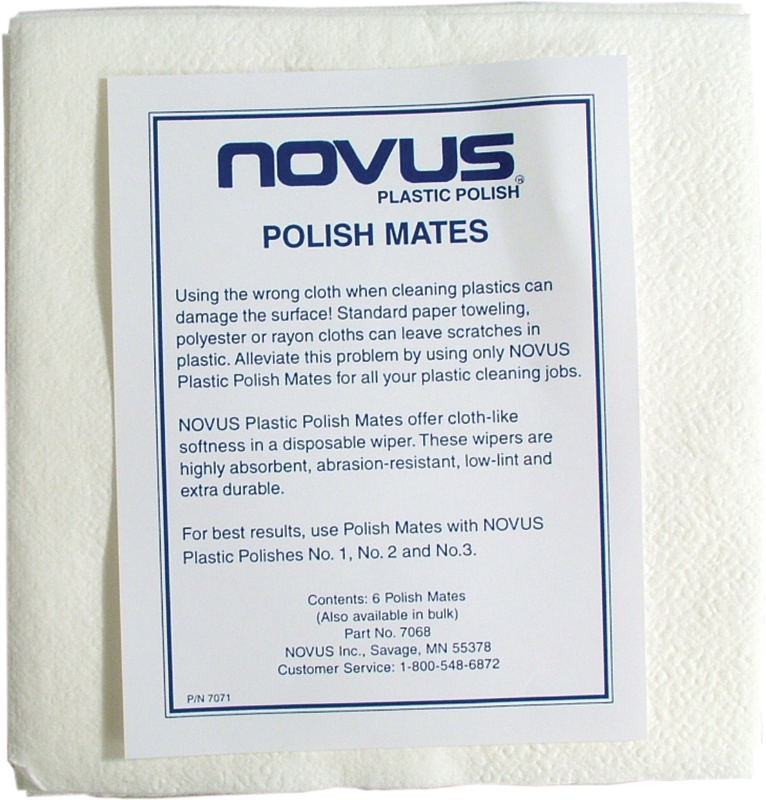 NOVUS®
PLASTIC POLISH
POLISH MATES
Using the wrong cloth when cleaning plastics can
damage the surface! Standard paper toweling,
polyester or rayon cloths can leave scratches in
plastic. Alleviate this problem by using only NOVUS
Plastic Polish Mates for all your plastic cleaning jobs.
NOVUS Plastic Polish Mates offer cloth-like
softness in a disposable wiper. These wipers are
highly absorbent, abrasion-resistant, low-lint and
extra durable.
For best results, use Polish Mates with NOVUS
Plastic Polishes No. 1, No. 2 and No.3.
Contents: 6 Polish Mates
(Also available in bulk)
Part No. 7068
NOVUS Inc., Savage, MN 55378
Customer Service: 1-800-548-6872
P/N 7071